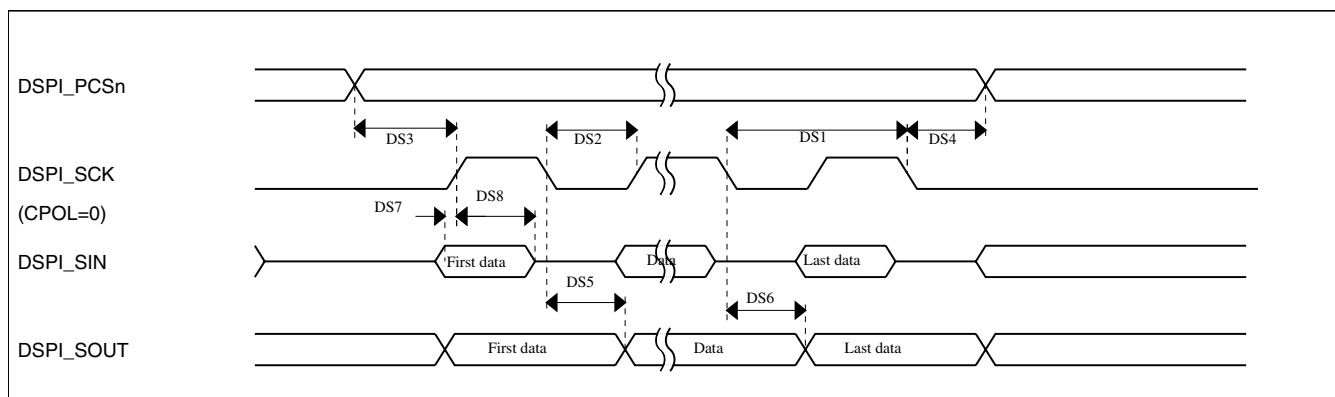 DSPI_PCSn
DS3
DS2
DS1
DS4
DSPI_SCK
(CPOL=0)
DS7
DS8
DSPI_SIN
First data
Data
Last data
DS5
DS6
DSPI_SOUT
First data
Data
Last data